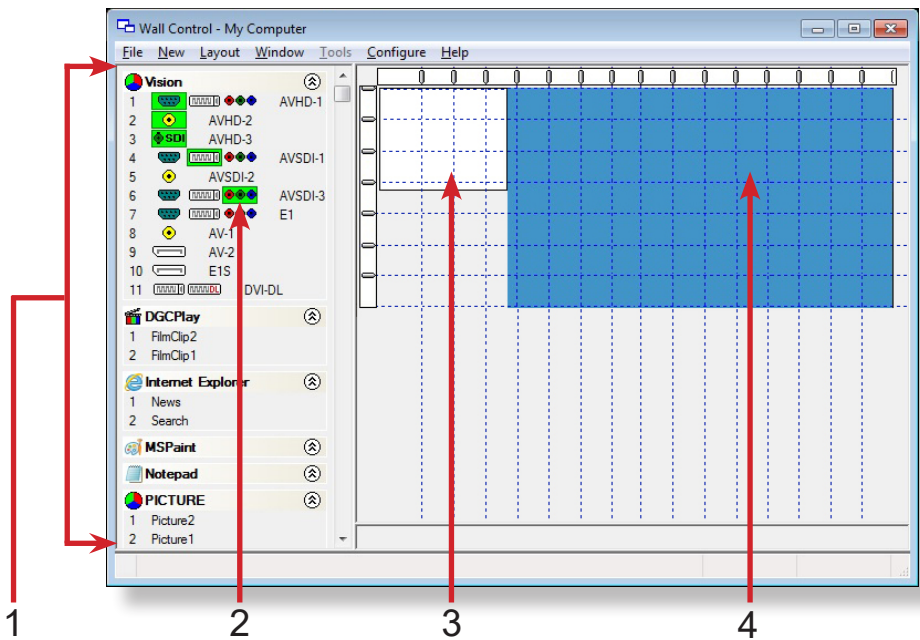 Wall Control - My Computer
File New Layout Window Tools Configure Help
Vision
1 AVHD-1
2 AVHD-2
3 SDI AVHD-3
4 AVSDI-1
5 AVSDI-2
6 AVSDI-3
7 E1
8 AV-1
9 AV-2
10 E1S
11 DL DVI-DL
DGCPlay
1 FilmClip2
2 FilmClip1
Internet Explorer
1 News
2 Search
MSPaint
Notepad
PICTURE
1 Picture2
2 Picture1
1 2 3 4